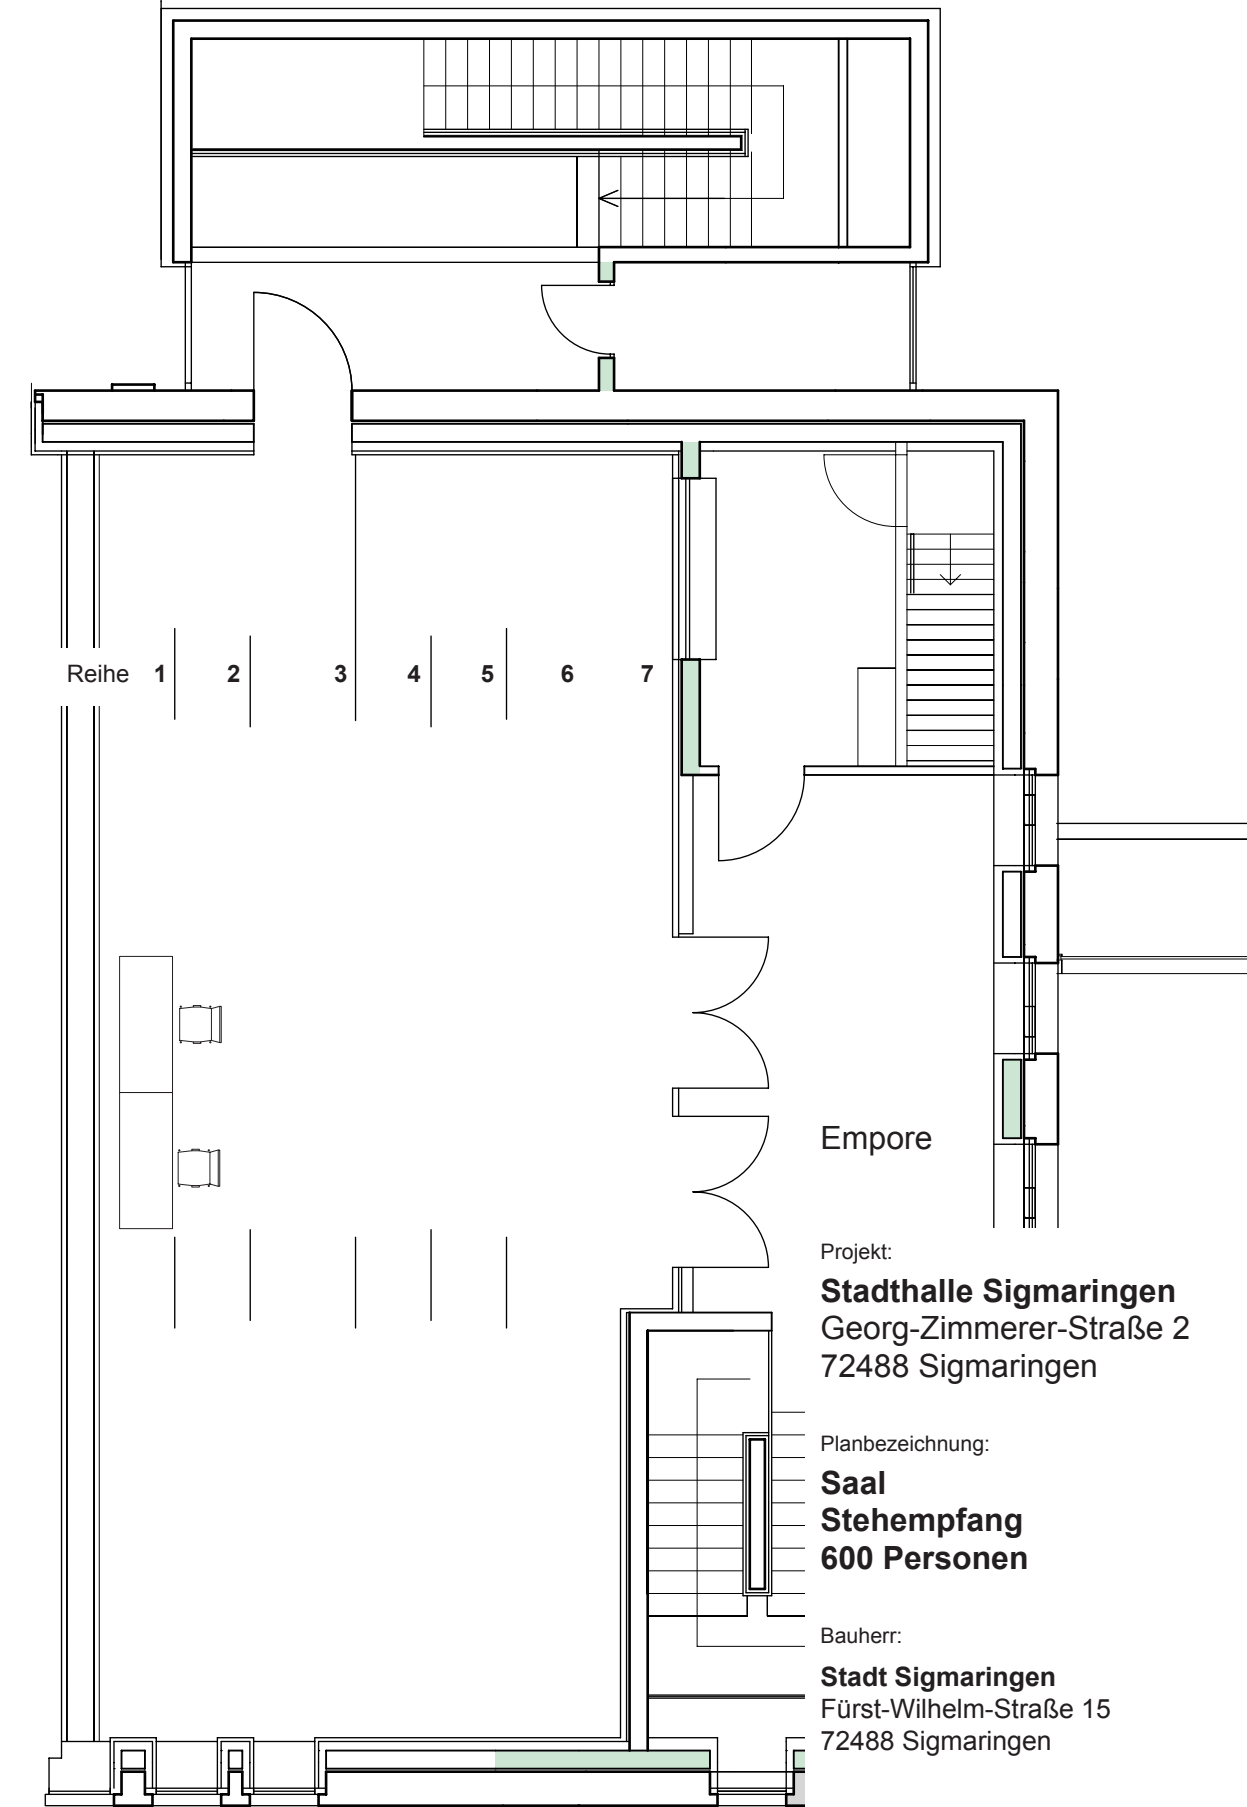 Reihe 1 2 3 4 5 6 7
Empore
Projekt:
Stadthalle Sigmaringen
Georg-Zimmerer-Straße 2
72488 Sigmaringen
Planbezeichnung:
Saal
Stehempfang
600 Personen
Bauherr:
Stadt Sigmaringen
Fürst-Wilhelm-Straße 15
72488 Sigmaringen